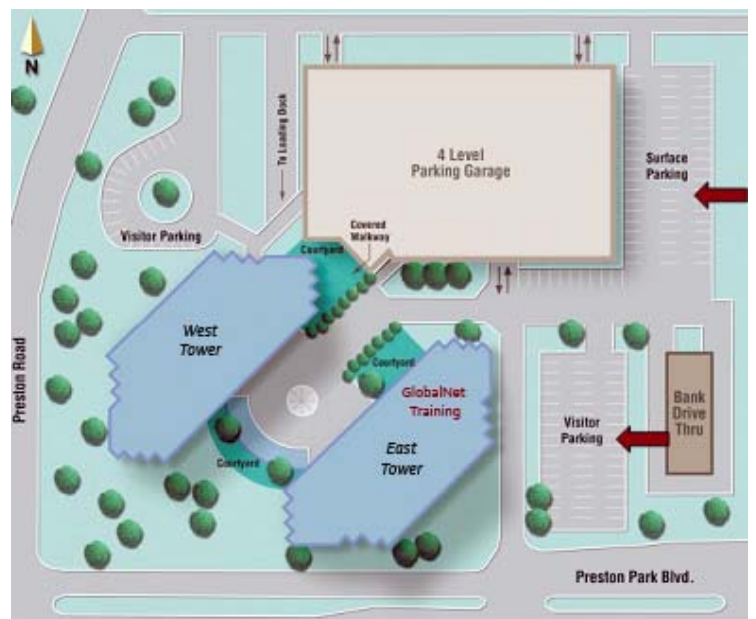 N
To Loading Dock
4 Level
Parking Garage
Surface
Parking
Visitor Parking
Covered
Walkway
Courtyard
West
Tower
Preston Road
Courtyard
GlobalNet
Training
East
Tower
Courtyard
Visitor
Parking
Bank
Drive
Thru
Preston Park Blvd.